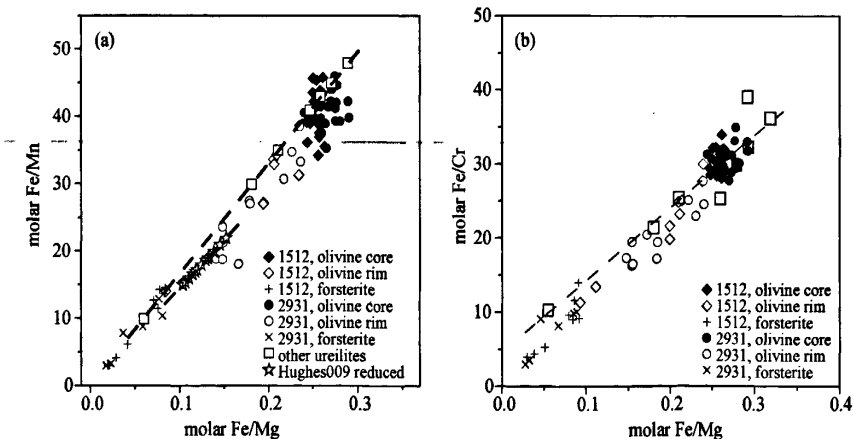 (a)
50
40
30
20
10
0
molar Fe/Mn
0.0 0.1 0.2 0.3
molar Fe/Mg
◆ 1512, olivine core
◇ 1512, olivine rim
+ 1512, forsterite
● 2931, olivine core
○ 2931, olivine rim
× 2931, forsterite
□ other ureilites
☆ Hughes009 reduced
(b)
50
40
30
20
10
0
molar Fe/Cr
0.0 0.1 0.2 0.3 0.4
molar Fe/Mg
◆ 1512, olivine core
◇ 1512, olivine rim
+ 1512, forsterite
● 2931, olivine core
○ 2931, olivine rim
× 2931, forsterite